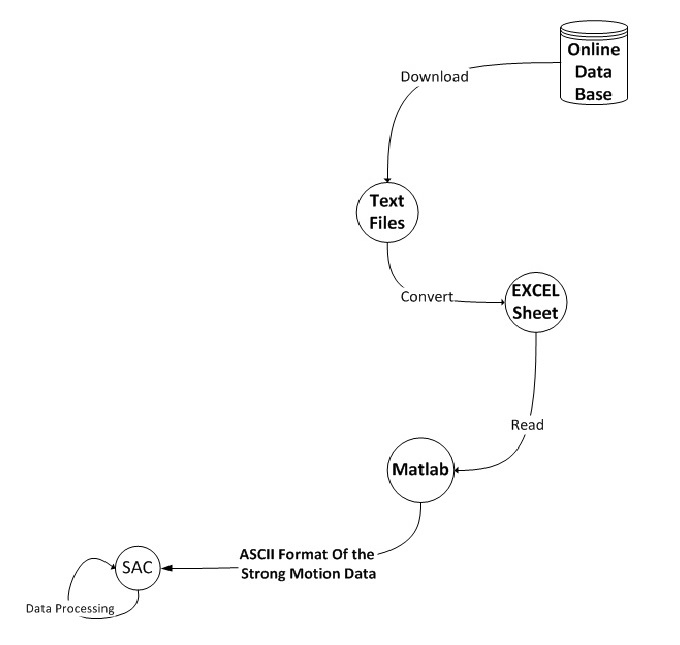 Online
Data
Base
Download
Text
Files
Convert
EXCEL
Sheet
Read
Matlab
ASCII Format Of the
Strong Motion Data
SAC
Data Processing